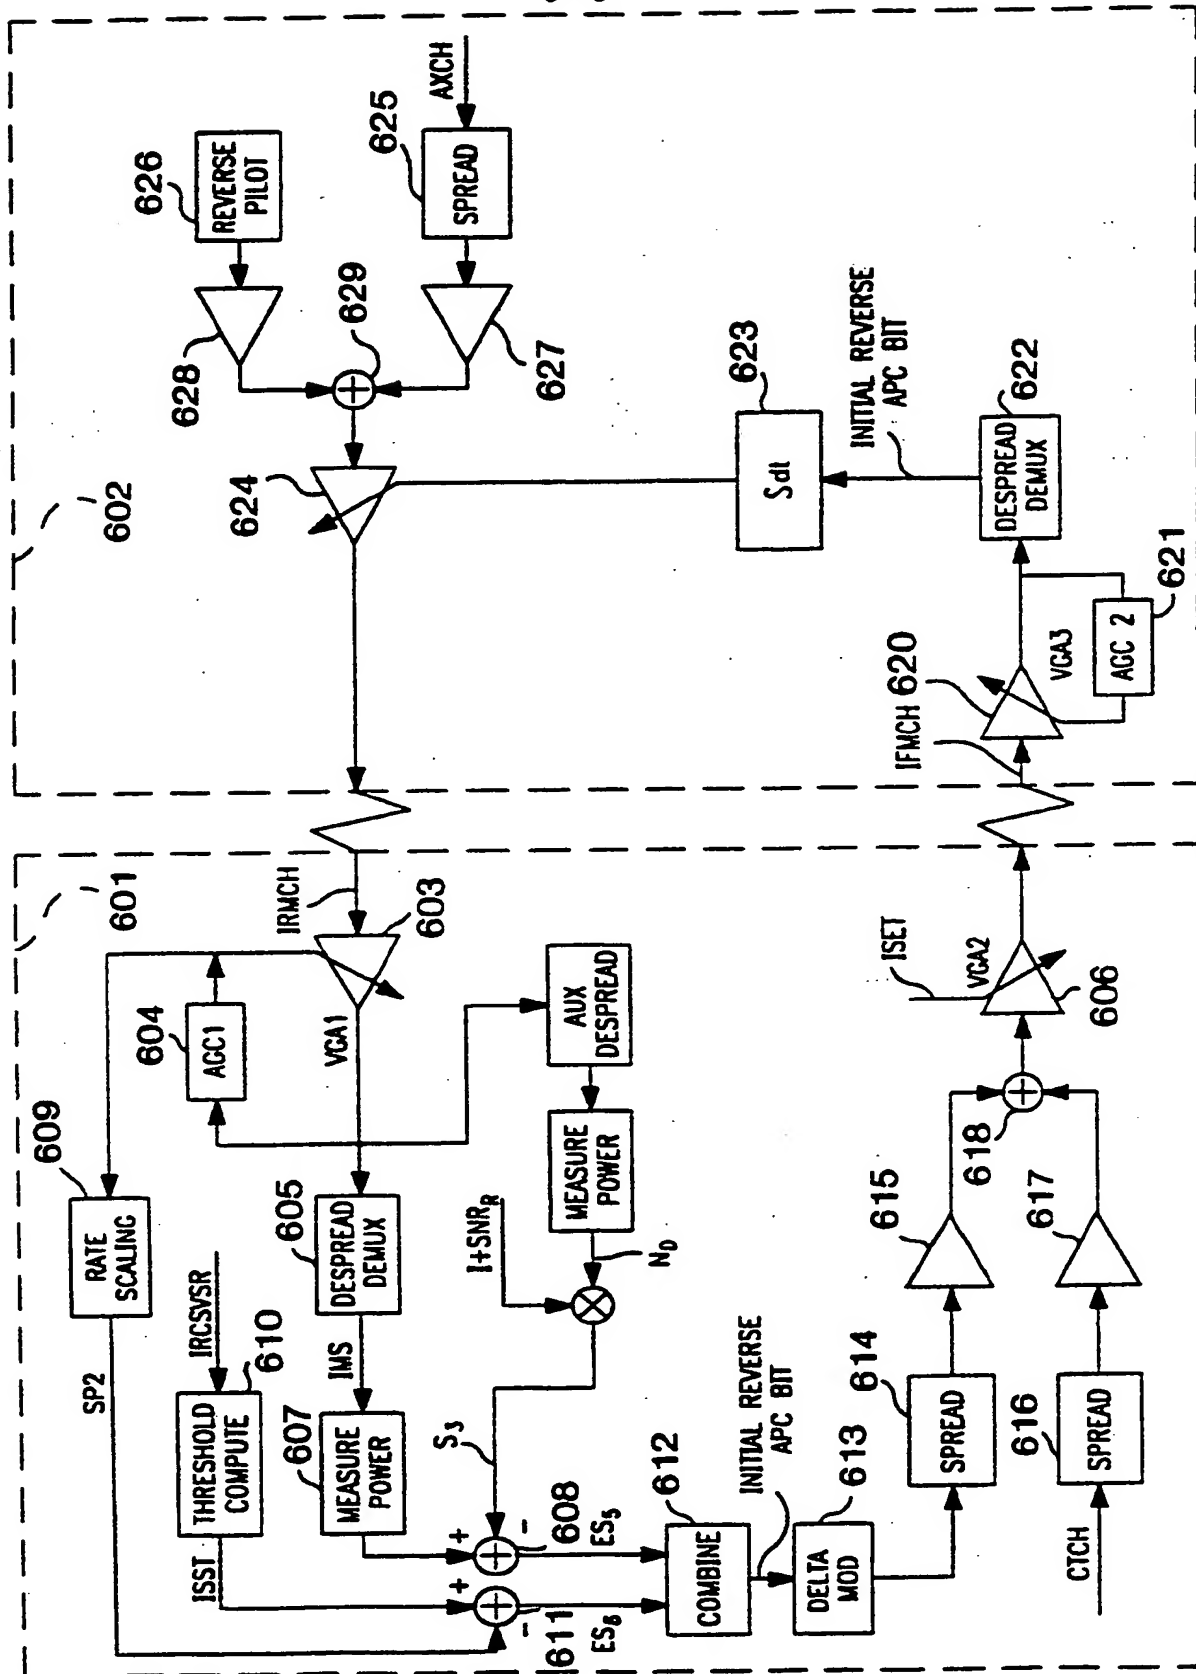 602
626
REVERSE
PILOT
AXCH
625
SPREAD
628
629
627
624
623
Sdt
INITIAL REVERSE
APC BIT
622
DESPREAD
DEMUX
IFMCH
620
VGA3
AGC 2
621
601
IRMCH
603
604
AGC1
VGA1
609
RATE
SCALING
SP2
IRCSVSR
610
THRESHOLD
COMPUTE
ISST
605
DESPREAD
DEMUX
IMS
607
MEASURE
POWER
AUX
DESPREAD
MEASURE
POWER
I+SNRR
ND
S3
+
-
608
ES5
+
-
611
ES6
612
COMBINE
INITIAL REVERSE
APC BIT
613
DELTA
MOD
614
SPREAD
615
616
SPREAD
CTCH
617
618
ISET
VGA2
606